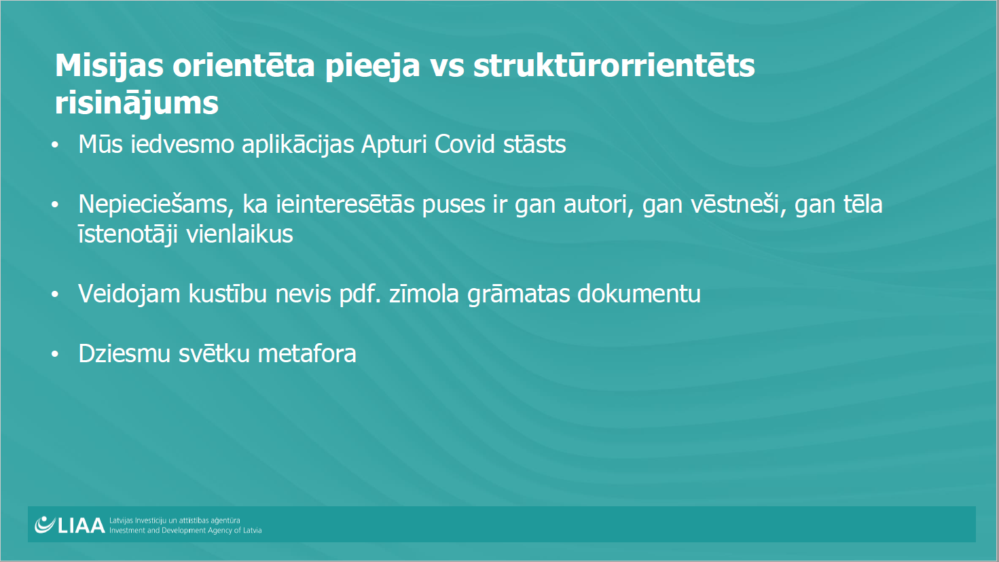 Misijas orientēta pieeja vs struktūrorrientēts
risinājums
• Mūs iedvesmo aplikācijas Apturi Covid stāsts
• Nepieciešams, ka ieinteresētās puses ir gan autori, gan vēstneši, gan tēla
īstenotāji vienlaikus
• Veidojam kustību nevis pdf. zīmola grāmatas dokumentu
• Dziesmu svētku metafora
LIAA
Latvijas Investīciju un attīstības aģentūra
Investment and Development Agency of Latvia